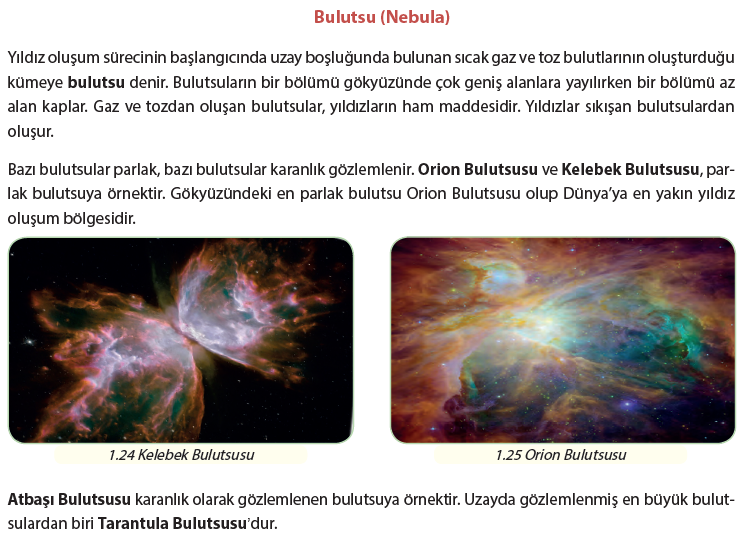 Bulutsu (Nebula)
Yıldız oluşum sürecinin başlangıcında uzay boşluğunda bulunan sıcak gaz ve toz bulutlarının oluşturduğu
kümeye bulutsu denir. Bulutsuların bir bölümü gökyüzünde çok geniş alanlara yayılırken bir bölümü az
alan kaplar. Gaz ve tozdan oluşan bulutsular, yıldızların ham maddesidir. Yıldızlar sıkışan bulutsulardan
oluşur.
Bazı bulutsular parlak, bazı bulutsular karanlık gözlemlenir. Orion Bulutsusu ve Kelebek Bulutsusu, par-
lak bulutsuya örnektir. Gökyüzündeki en parlak bulutsu Orion Bulutsusu olup Dünya’ya en yakın yıldız
oluşum bölgesidir.
1.24 Kelebek Bulutsusu
1.25 Orion Bulutsusu
Atbaşı Bulutsusu karanlık olarak gözlemlenen bulutsuya örnektir. Uzayda gözlemlenmiş en büyük bulut-
sulardan biri Tarantula Bulutsusu’dur.